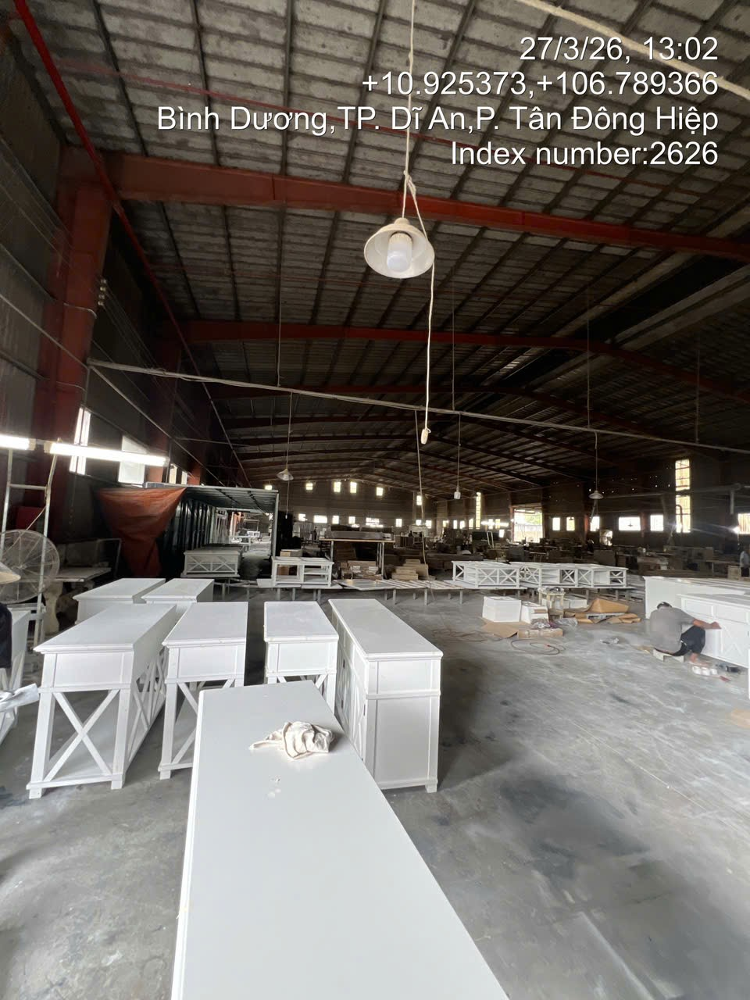 27/3/26, 13:02
+10.925373,+106.789366
Bình Dương,TP. Dĩ An,P. Tân Đông Hiệp
Index number:2626